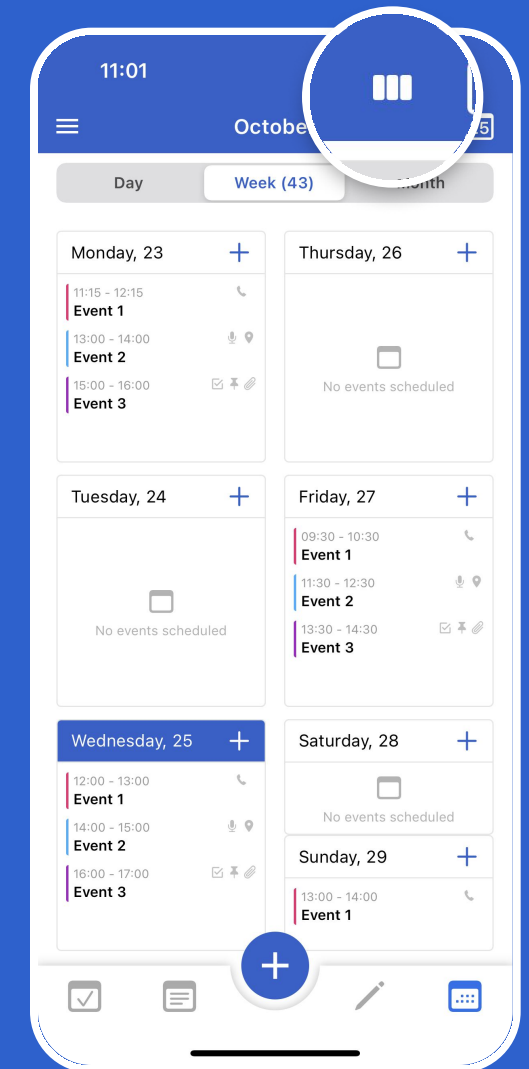 11:01
Day
Week (43)
Monday, 23
11:15 - 12:15
Event 1
13:00 - 14:00
Event 2
15:00 - 16:00
Event 3
Thursday, 26
No events scheduled
Tuesday, 24
No events scheduled
Friday, 27
09:30 - 10:30
Event 1
11:30 - 12:30
Event 2
13:30 - 14:30
Event 3
Wednesday, 25
12:00 - 13:00
Event 1
14:00 - 15:00
Event 2
16:00 - 17:00
Event 3
Saturday, 28
No events scheduled
Sunday, 29
13:00 - 14:00
Event 1